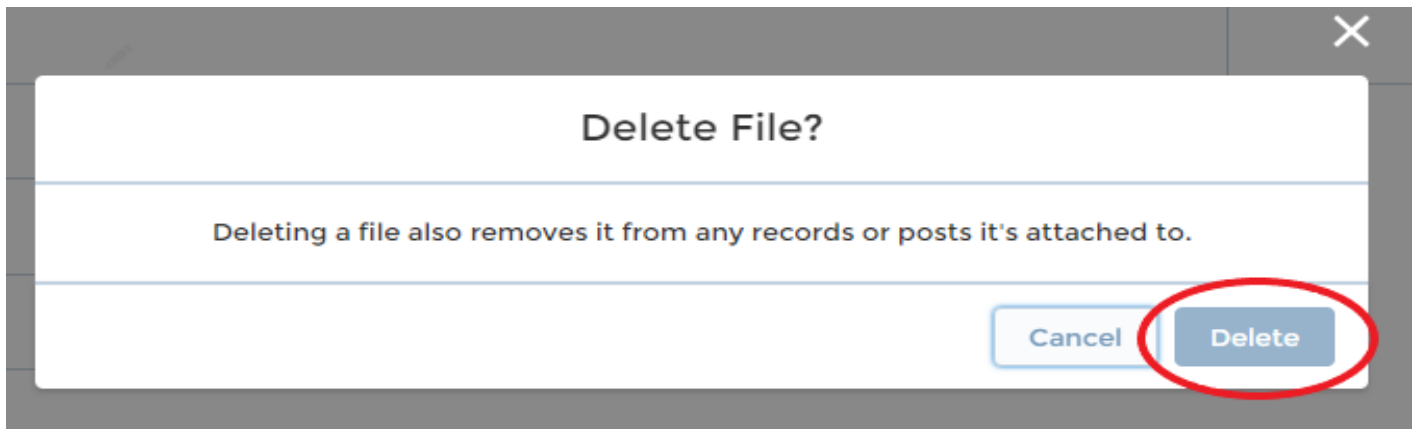 Delete File?
Deleting a file also removes it from any records or posts it's attached to.
Cancel Delete